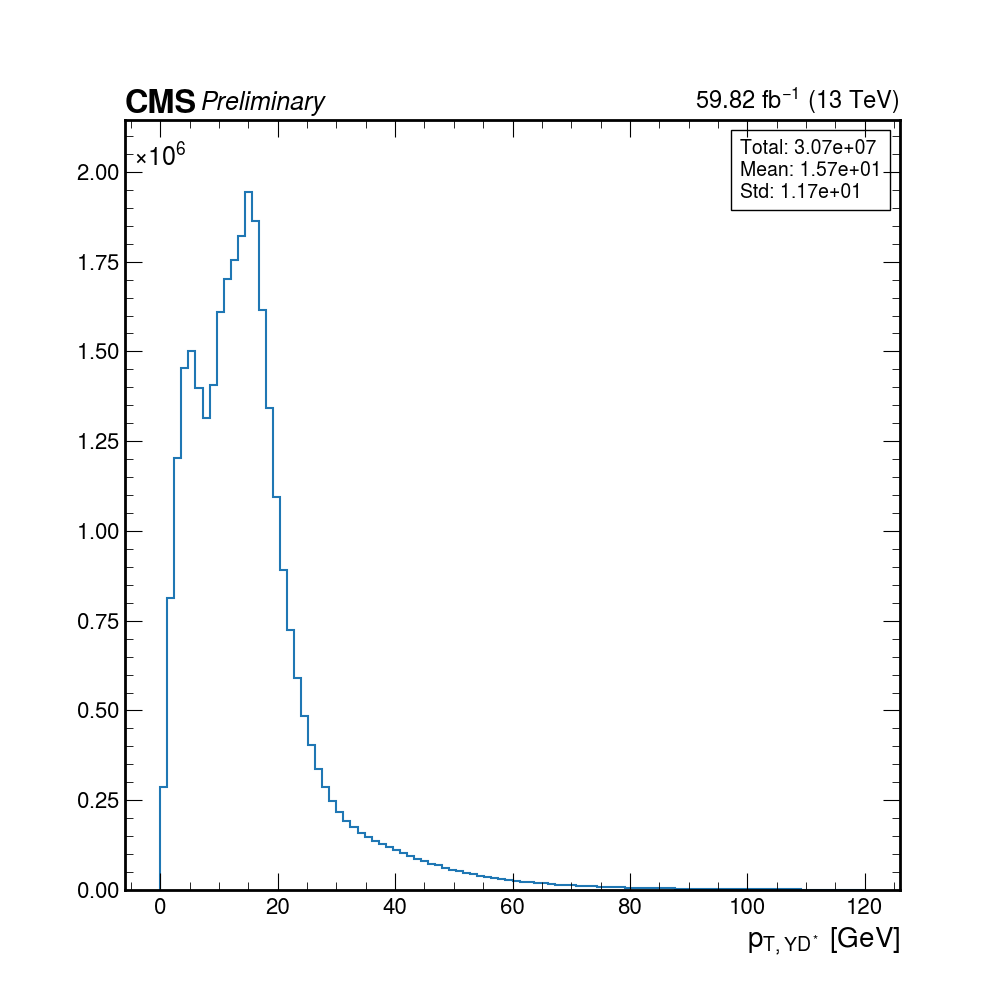 CMS Preliminary 59.82 fb⁻¹ (13 TeV)
×10⁶
Total: 3.07e+07
Mean: 1.57e+01
Std: 1.17e+01
2.00
1.75
1.50
1.25
1.00
0.75
0.50
0.25
0.00
0 20 40 60 80 100 120
p_{T, YD*} [GeV]